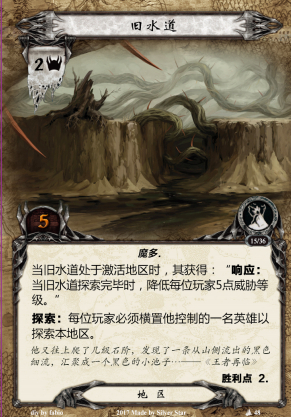 旧水道
2
5
15/36
魔多.
当旧水道处于激活地区时，其获得：“响应：
当旧水道探索完毕时，降低每位玩家5点威胁等
级。”
探索：每位玩家必须横置他控制的一名英雄以
探索本地区。
他又往上爬了几级石阶，发现了一条从山侧流出的黑色
细流，汇聚成一个黑色的小池子……《王者再临》
胜利点 2.
地 区
diy by fabio 2017 Made by Silver Star 48